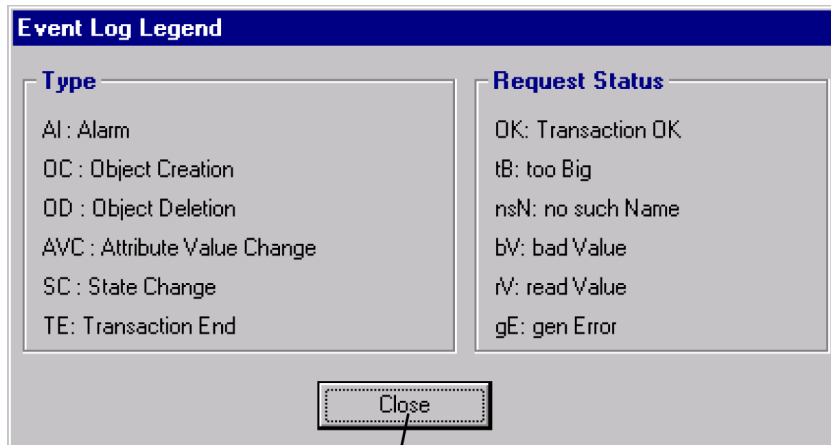 Event Log Legend
Type
Al : Alarm
OC : Object Creation
OD : Object Deletion
AVC : Attribute Value Change
SC : State Change
TE: Transaction End
Request Status
OK: Transaction OK
tB: too Big
nsN: no such Name
bV: bad Value
rV: read Value
gE: gen Error
Close